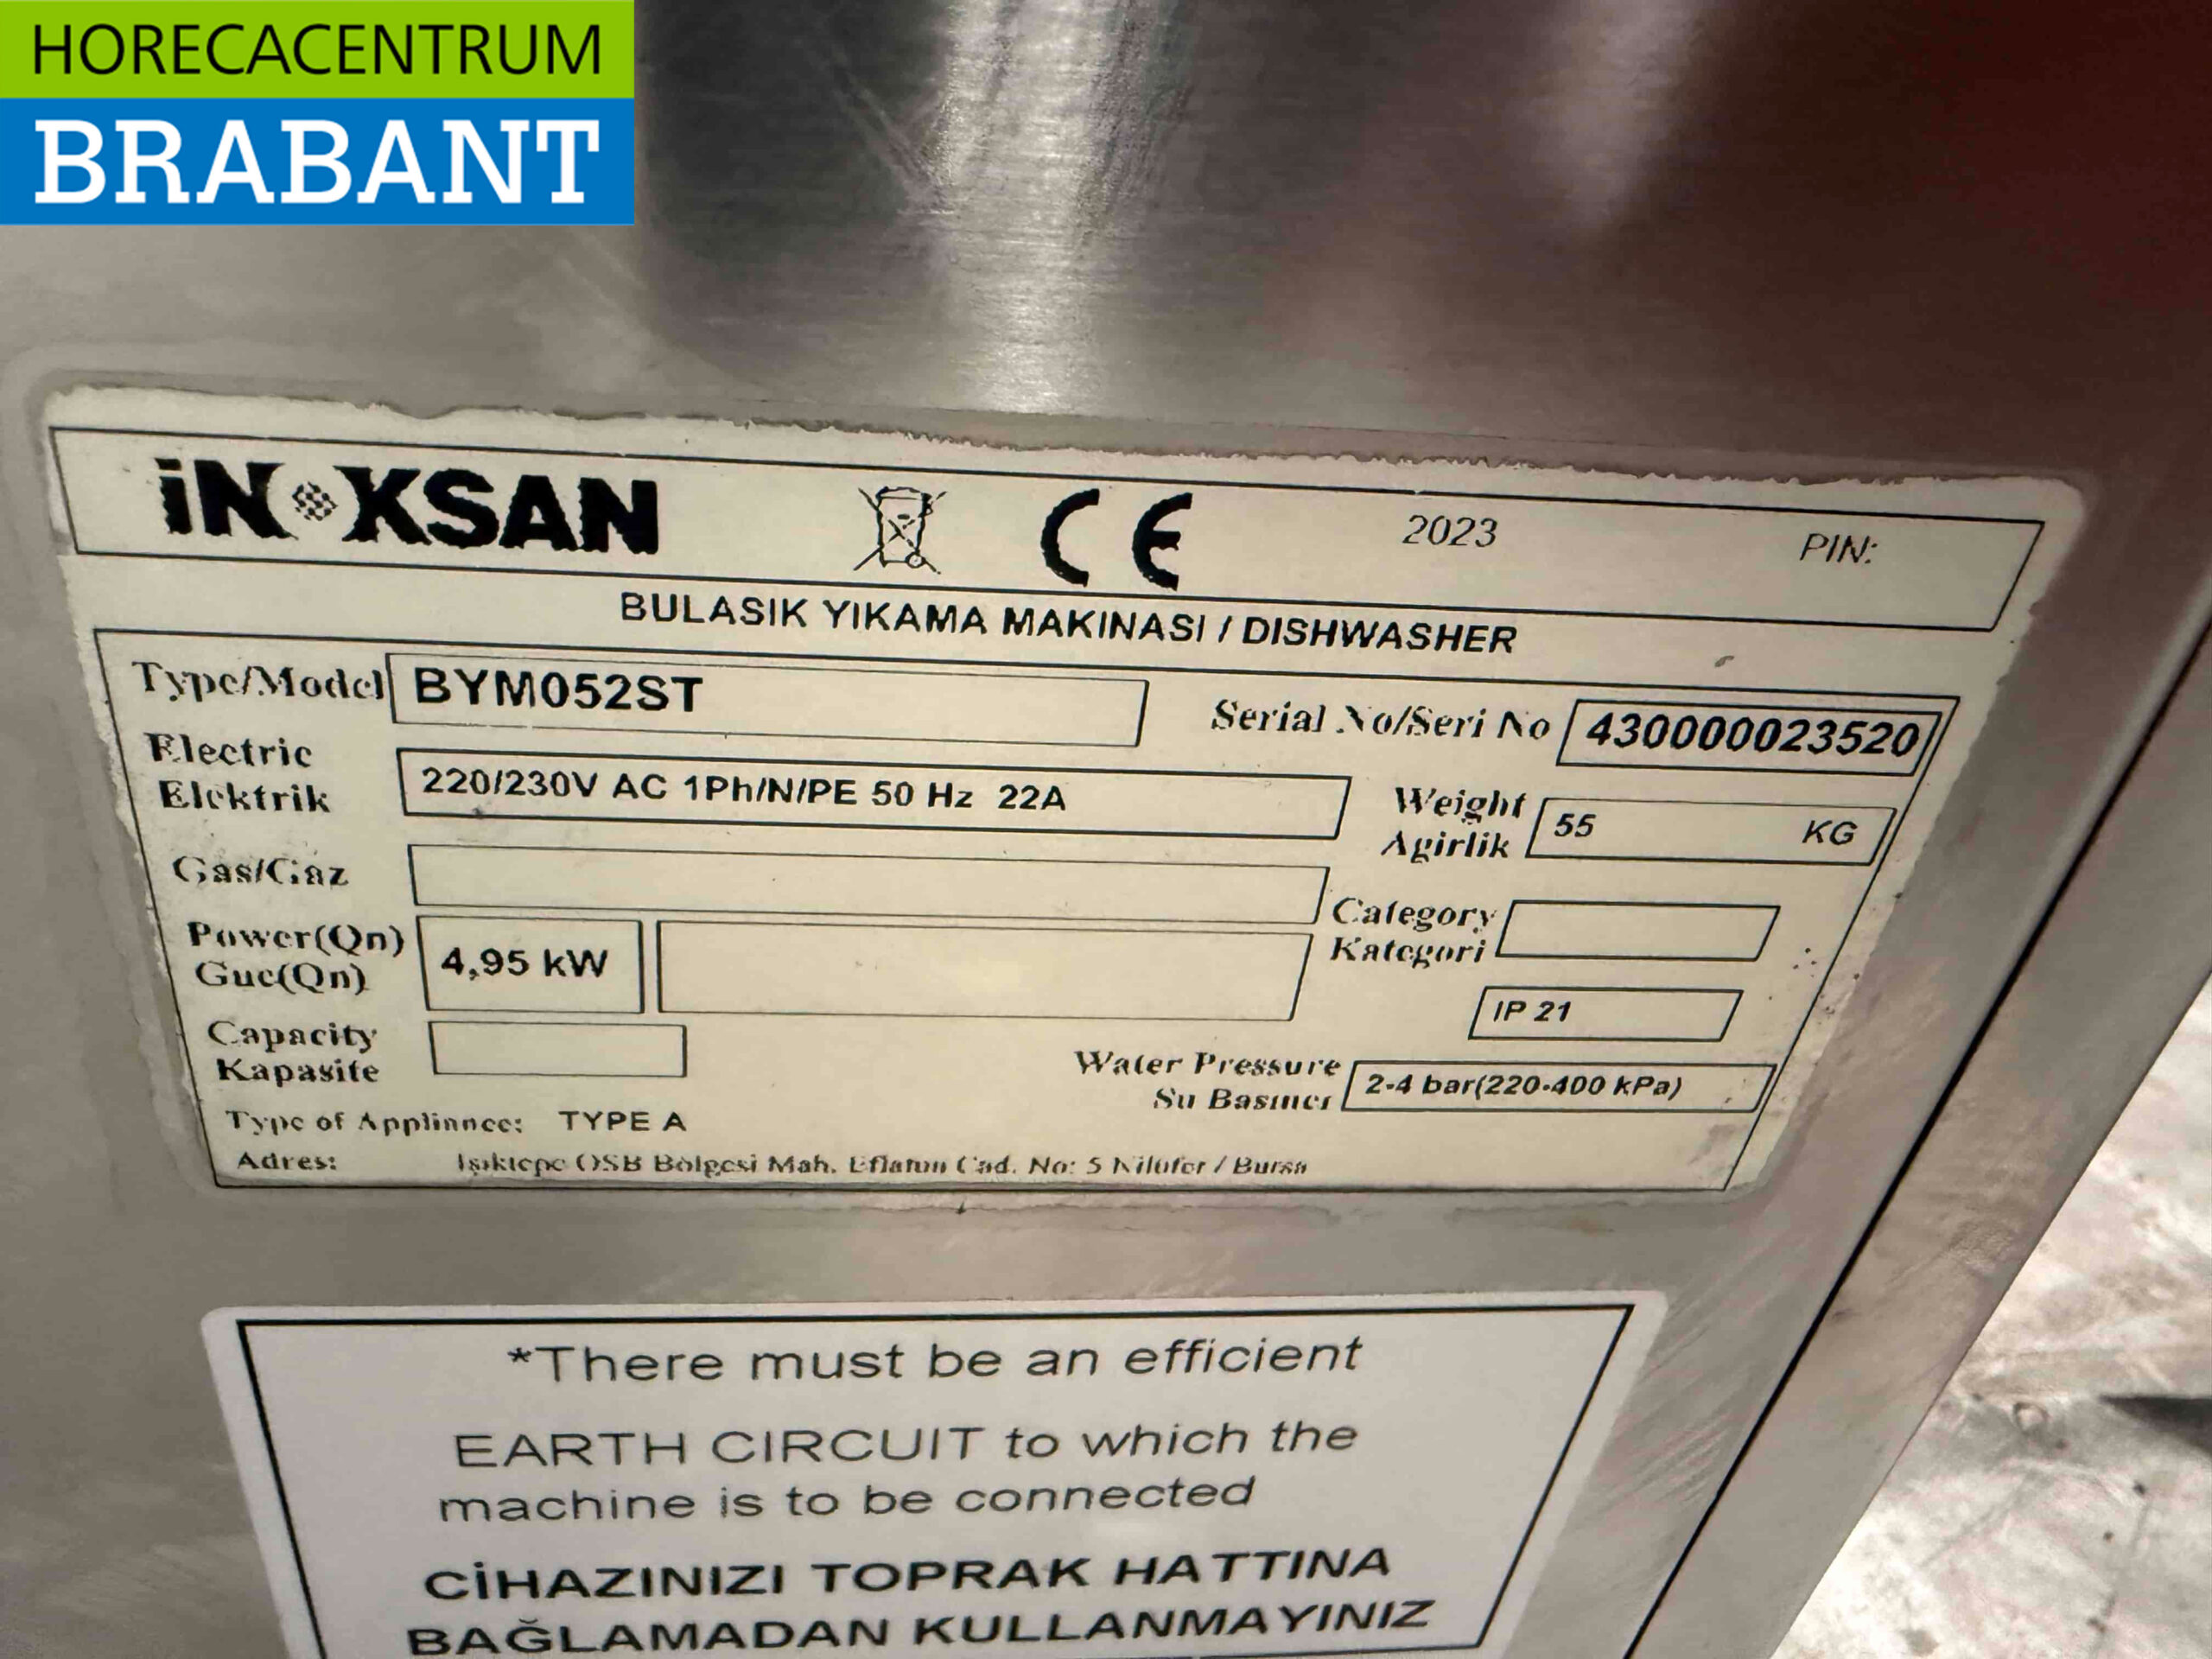 HORECACENTRUM
BRABANT
iNOKSAN CE 2023 PIN:
BULASIK YIKAMA MAKINASI / DISHWASHER
Type/Model BYM052ST Serial No/Seri No 430000023520
Electric
Elektrik 220/230V AC 1Ph/N/PE 50 Hz 22A
Weight
Agirlik 55 KG
Gas/Gaz
Category
Kategori
Power(Qn)
Guc(Qn) 4,95 kW
IP 21
Capacity
Kapasite
Water Pressure
Su Basinci 2-4 bar(220-400 kPa)
Type of Applinnce: TYPE A
Adres: Işıktepe OSB Bölgesi Mah. Eflatun Cad. No: 5 Nilüfer / Bursa
*There must be an efficient
EARTH CIRCUIT to which the
machine is to be connected
CİHAZINIZI TOPRAK HATTINA
BAĞLAMADAN KULLANMAYINIZ